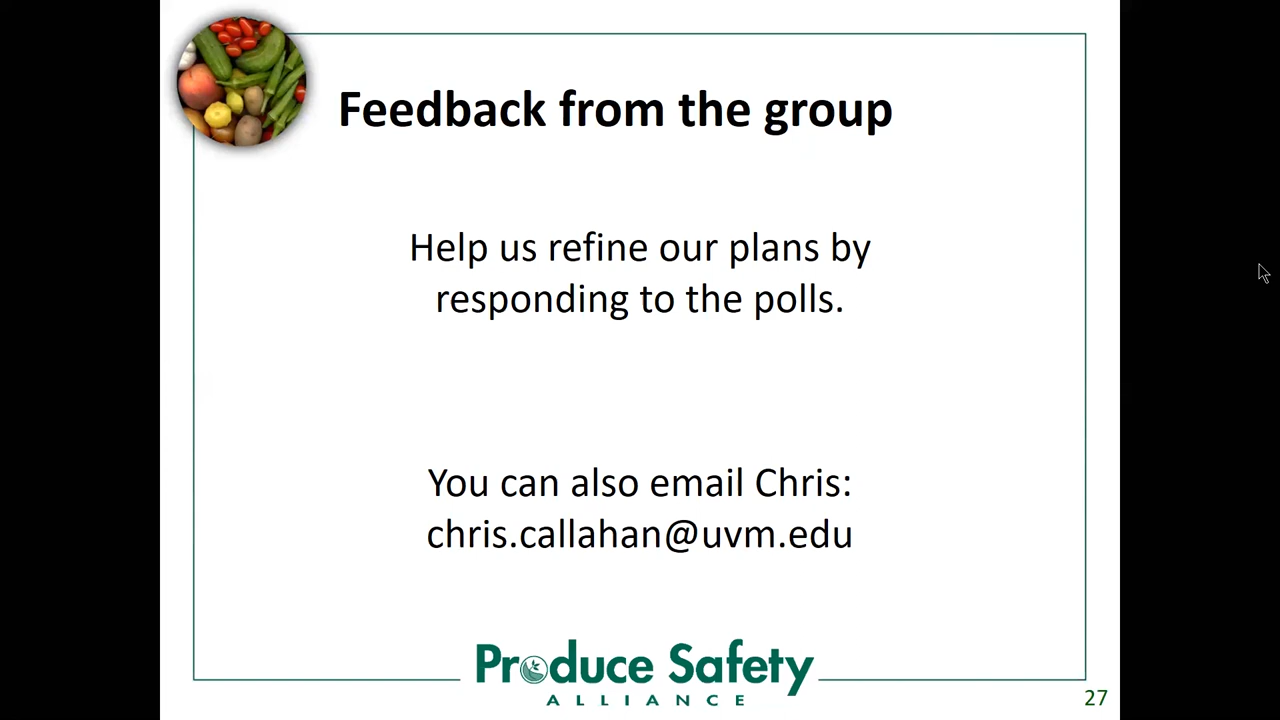 Feedback from the group
Help us refine our plans by
responding to the polls.
You can also email Chris:
chris.callahan@uvm.edu
Produce Safety
ALLIANCE
27